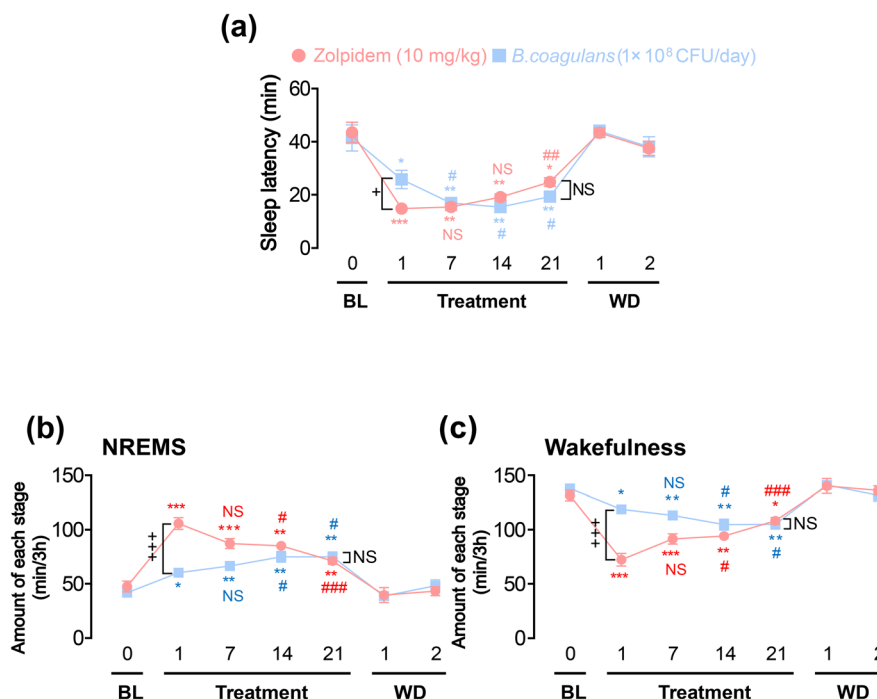 (a)
Zolpidem (10 mg/kg) B.coagulans (1× 10⁸ CFU/day)
Sleep latency (min)
60
40
20
0
*
#
**
NS
**
##
*
+
NS
***
**
NS
**
#
**
#
0 1 7 14 21 1 2
BL Treatment WD
(b) NREMS
Amount of each stage
(min/3h)
150
100
50
0
+++
***
NS
***
#
**
#
**
NS
*
**
NS
**
#
**
###
0 1 7 14 21 1 2
BL Treatment WD
(c) Wakefulness
Amount of each stage
(min/3h)
150
100
50
0
+++
*
NS
**
#
**
###
*
NS
***
***
NS
**
#
**
#
0 1 7 14 21 1 2
BL Treatment WD